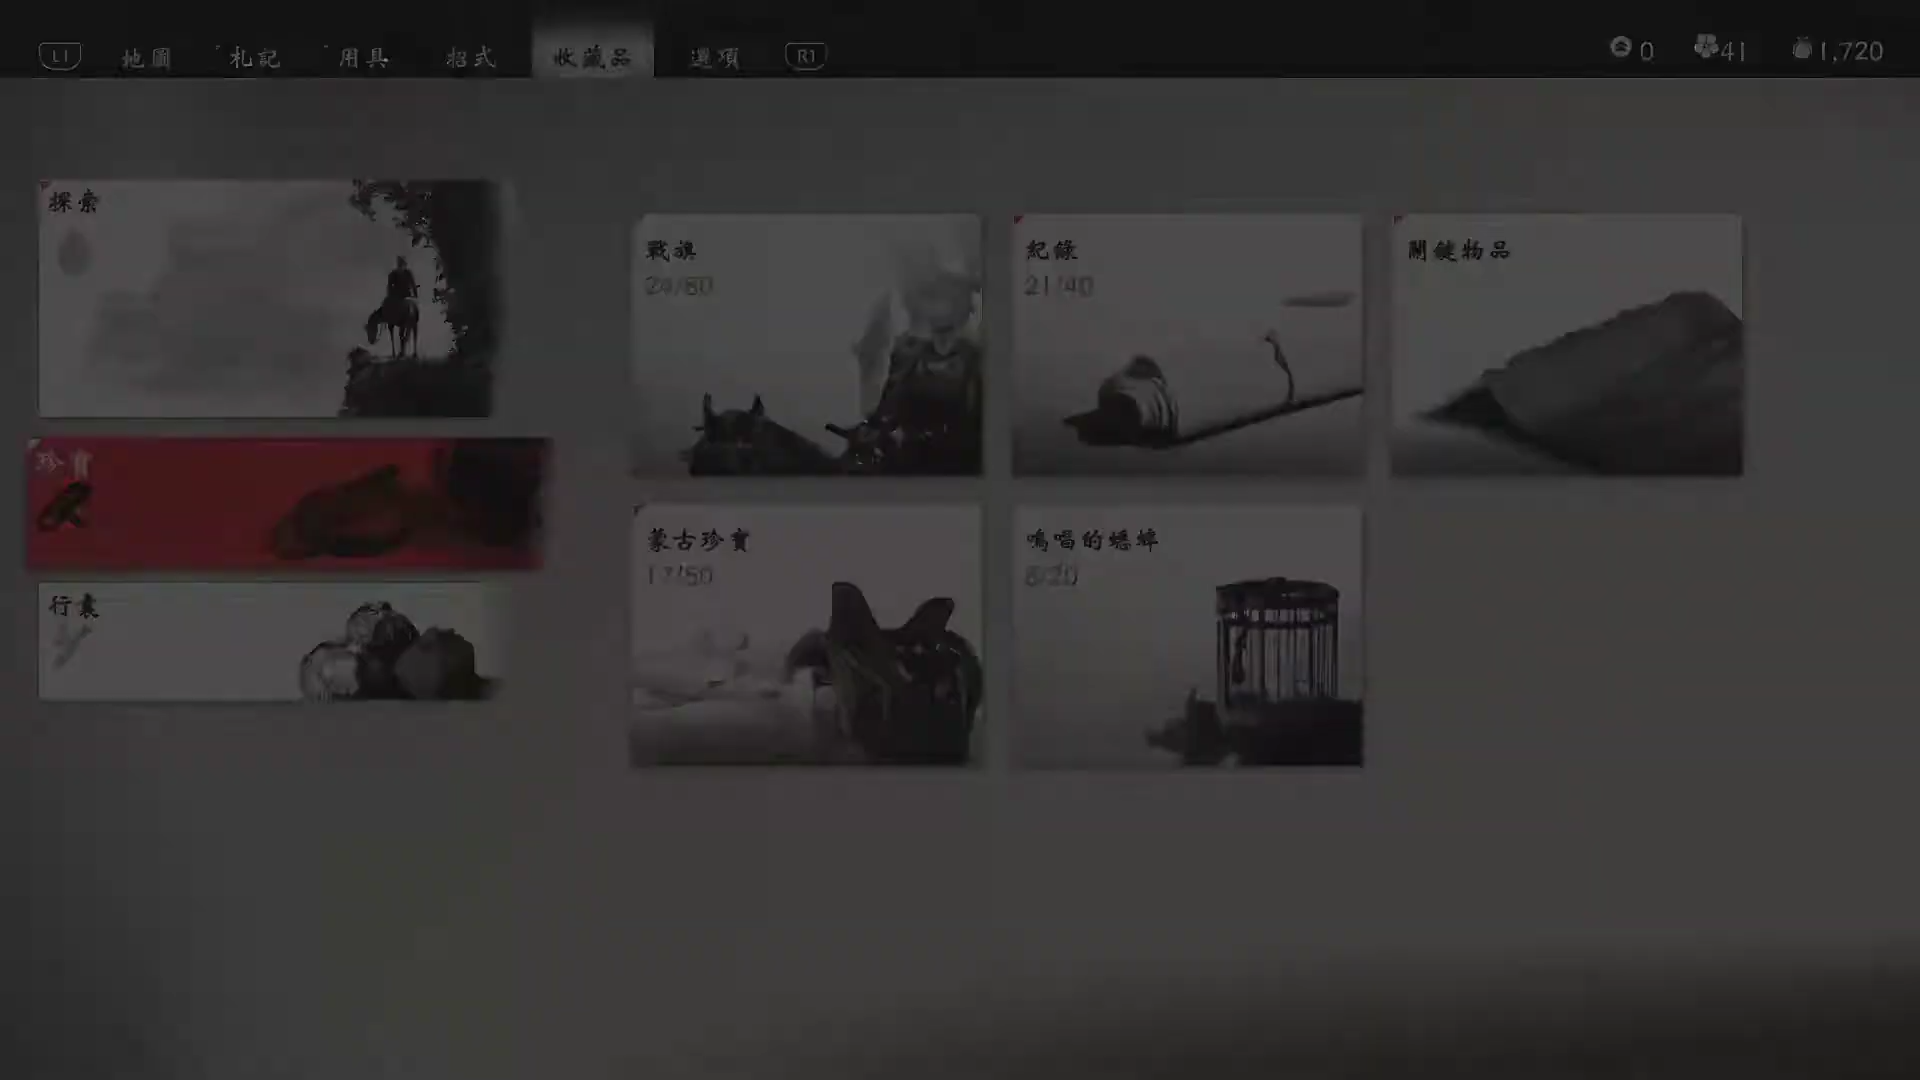 L1 地圖 札記 用具 招式 收藏品 選項 R1 0 41 1,720
探索
珍寶
行囊
戰旗
24/80
紀錄
21/40
關鍵物品
蒙古珍寶
17/50
鳴唱的蟋蟀
8/20